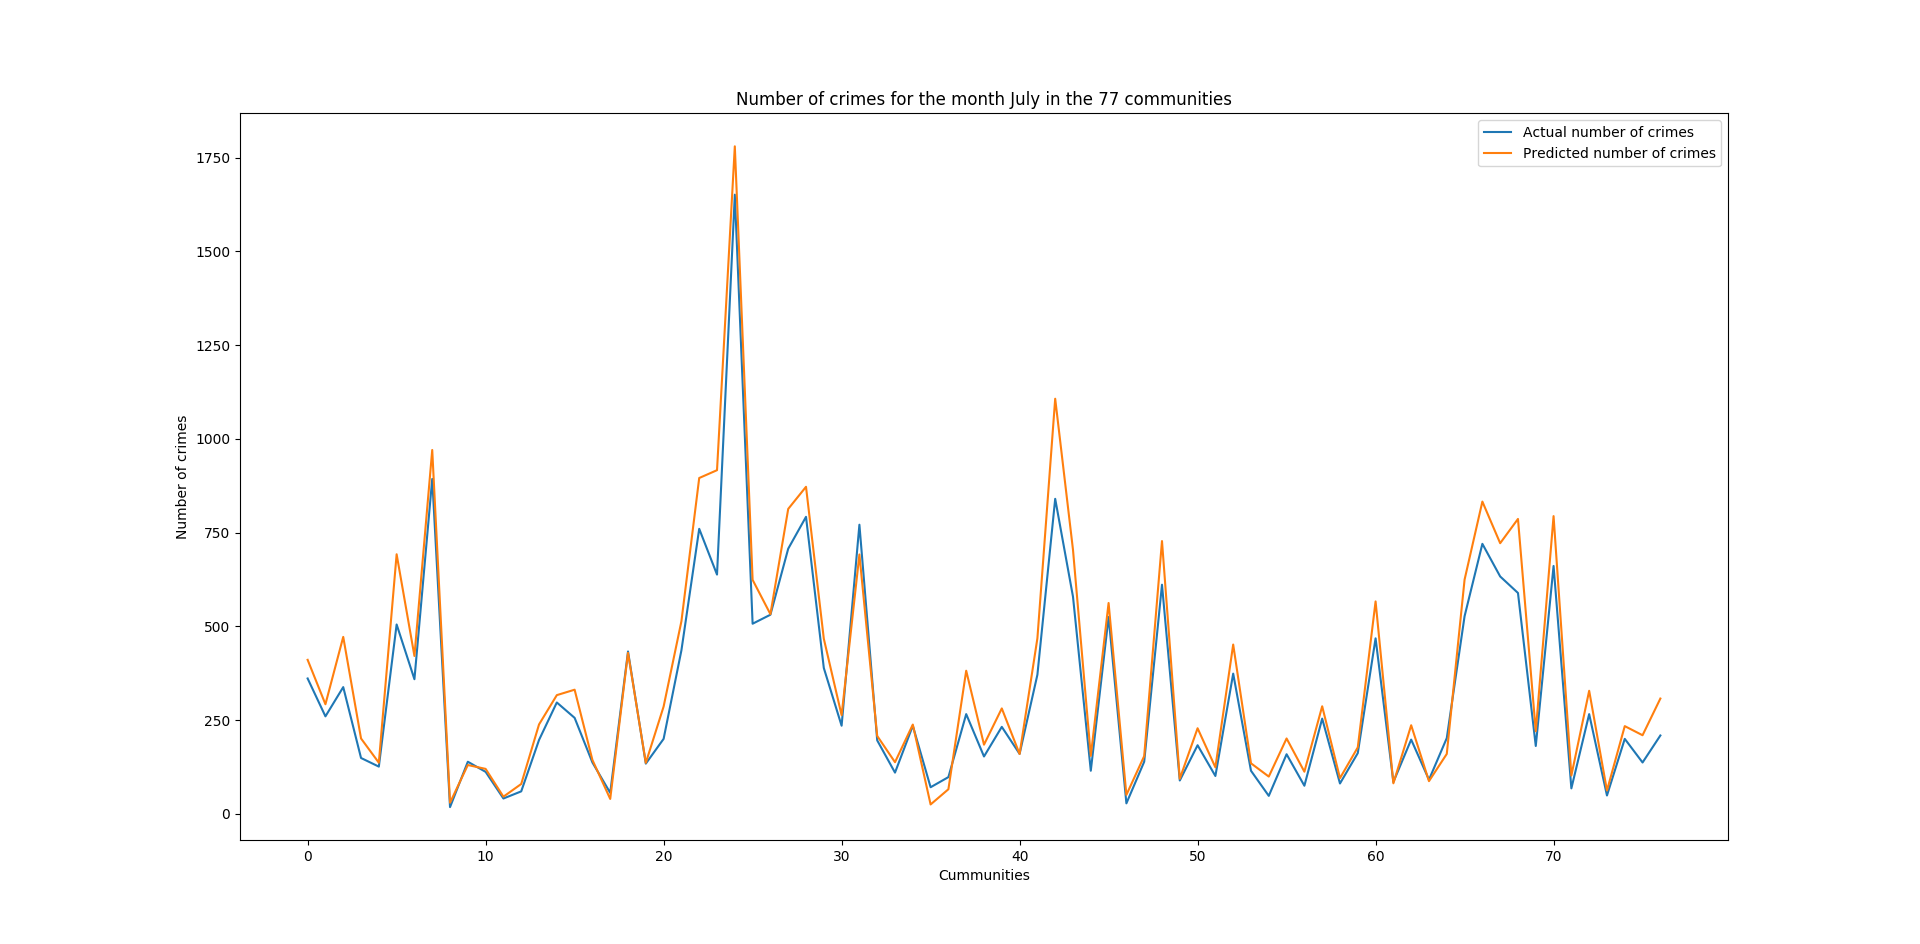 Number of crimes for the month July in the 77 communities
Actual number of crimes
Predicted number of crimes
Number of crimes
1750
1500
1250
1000
750
500
250
0
0 10 20 30 40 50 60 70
Cummunities